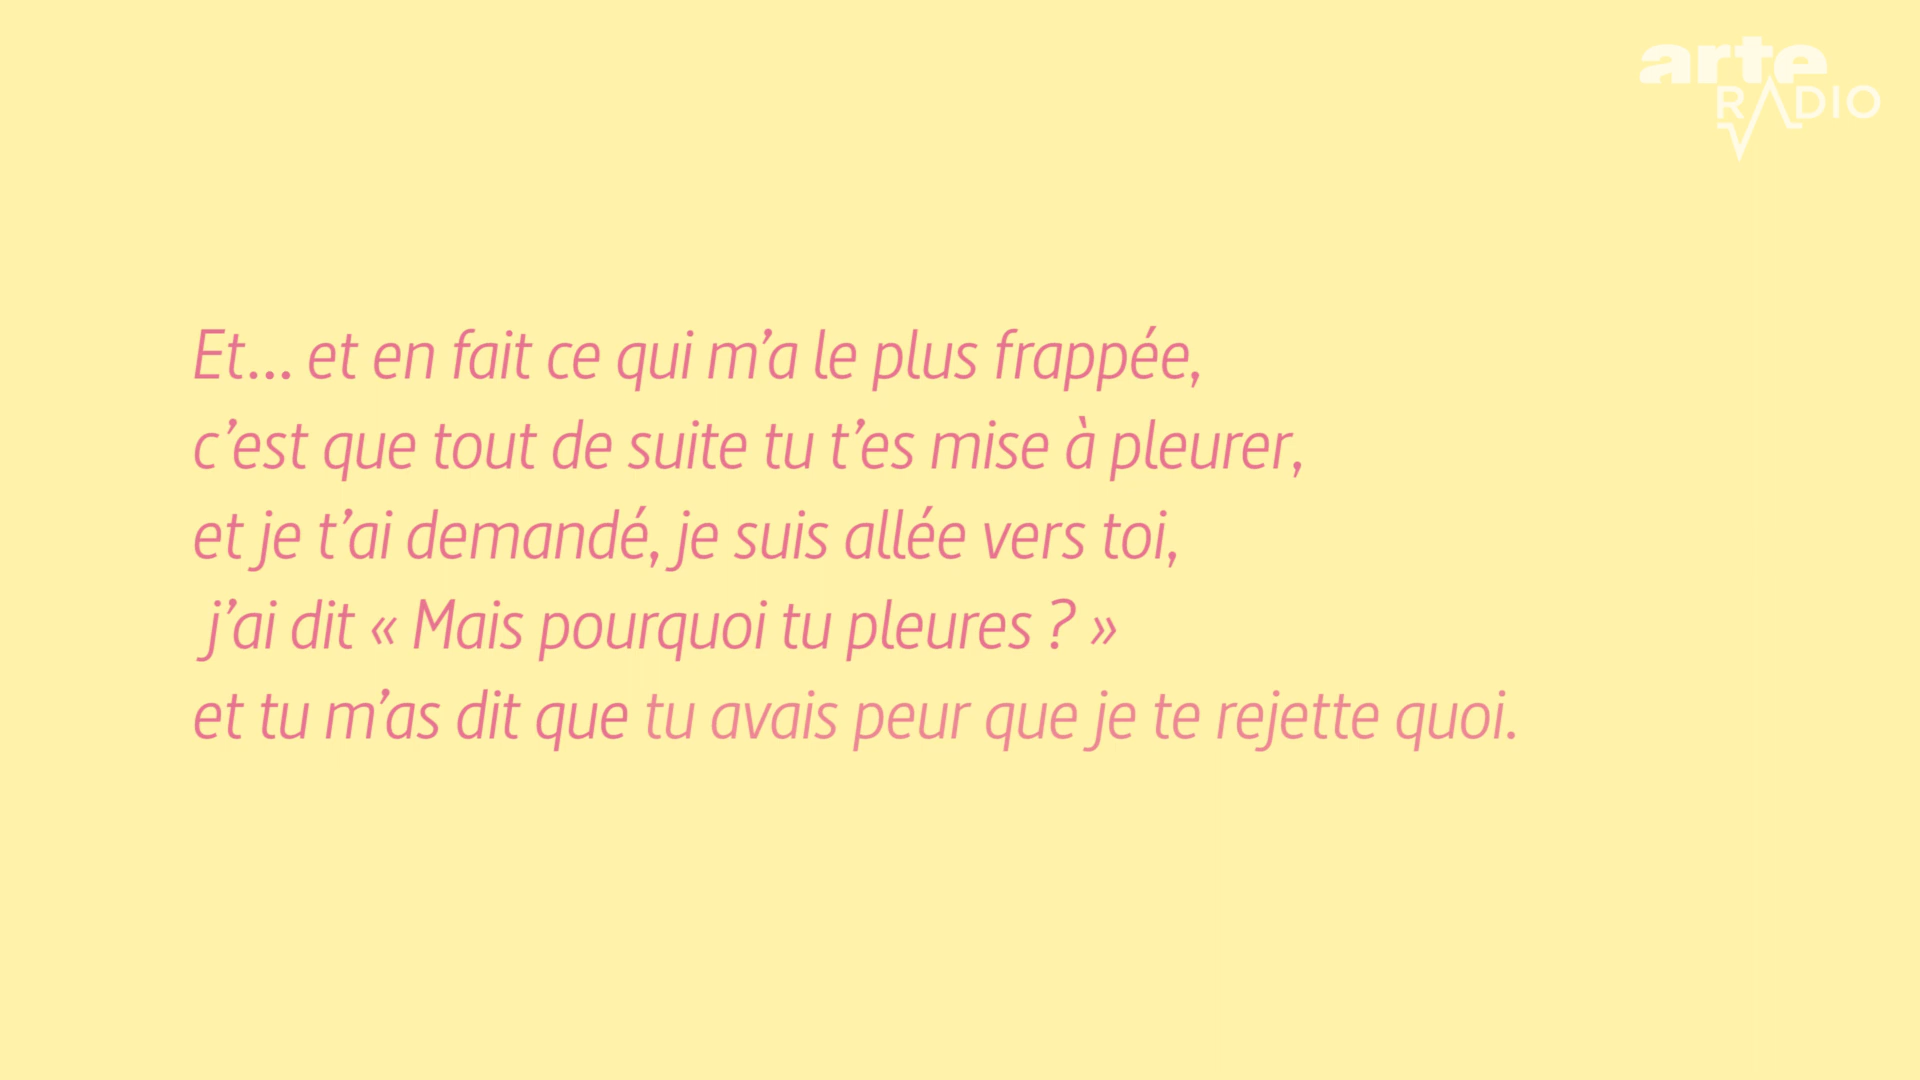 arte
RADIO
Et… et en fait ce qui m’a le plus frappée,
c’est que tout de suite tu t’es mise à pleurer,
et je t’ai demandé, je suis allée vers toi,
j’ai dit « Mais pourquoi tu pleures ? »
et tu m’as dit que tu avais peur que je te rejette quoi.